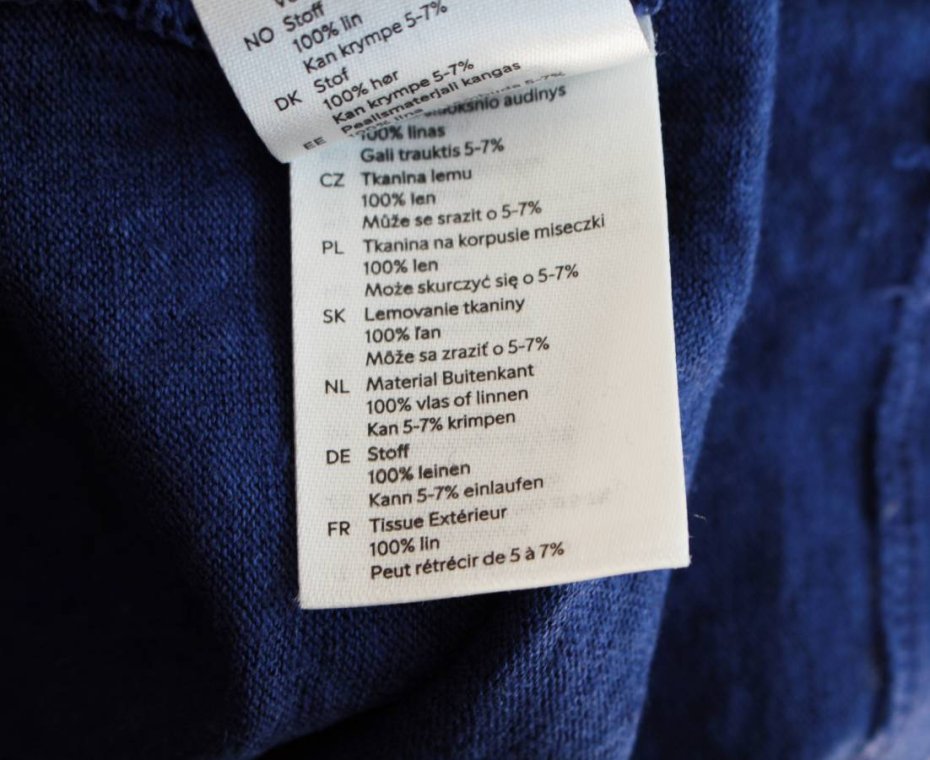 NO Stoff
100% lin
Kan krympe 5-7%
DK Stof
100% hør
Kan krympe 5-7%
EE Pealismaterjali kangas
audinys
100% linas
Gali trauktis 5-7%
CZ Tkanina lemu
100% len
Může se srazit o 5-7%
PL Tkanina na korpusie miseczki
100% len
Może skurczyć się o 5-7%
SK Lemovanie tkaniny
100% ľan
Môže sa zraziť o 5-7%
NL Material Buitenkant
100% vlas of linnen
Kan 5-7% krimpen
DE Stoff
100% leinen
Kann 5-7% einlaufen
FR Tissue Extérieur
100% lin
Peut rétrécir de 5 à 7%